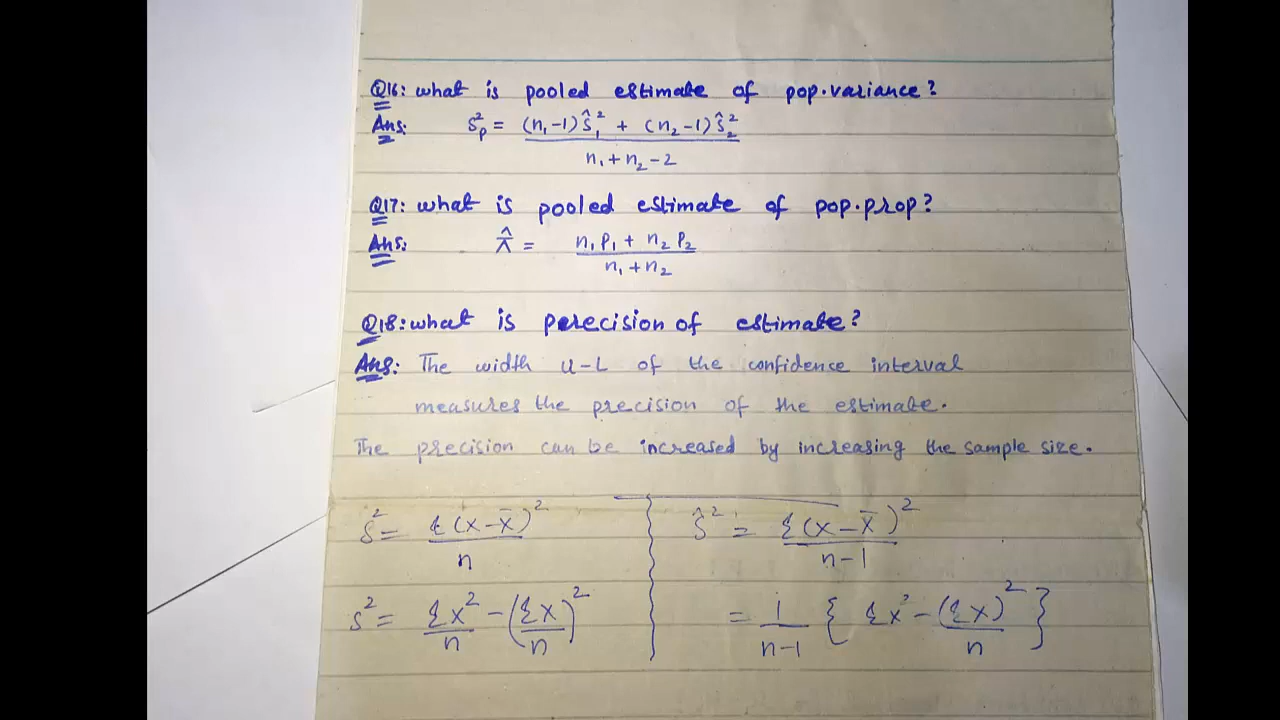 Q16: what is pooled estimate of pop.variance?
Ans: S²p = (n₁-1)ŝ₁² + (n₂-1)ŝ₂²
n₁+n₂-2
Q17: what is pooled estimate of pop.prop?
Ans: π̂ = n₁p₁ + n₂p₂
n₁+n₂
Q18: what is precision of estimate?
Ans: The width u-L of the confidence interval
measures the precision of the estimate.
The precision can be increased by increasing the sample size.
S² = Σ(x-x̄)²/n
s² = Σx²/n - (Σx/n)²
Ŝ² = Σ(x-x̄)²/n-1
= 1/n-1 { Σx² - (Σx)²/n }